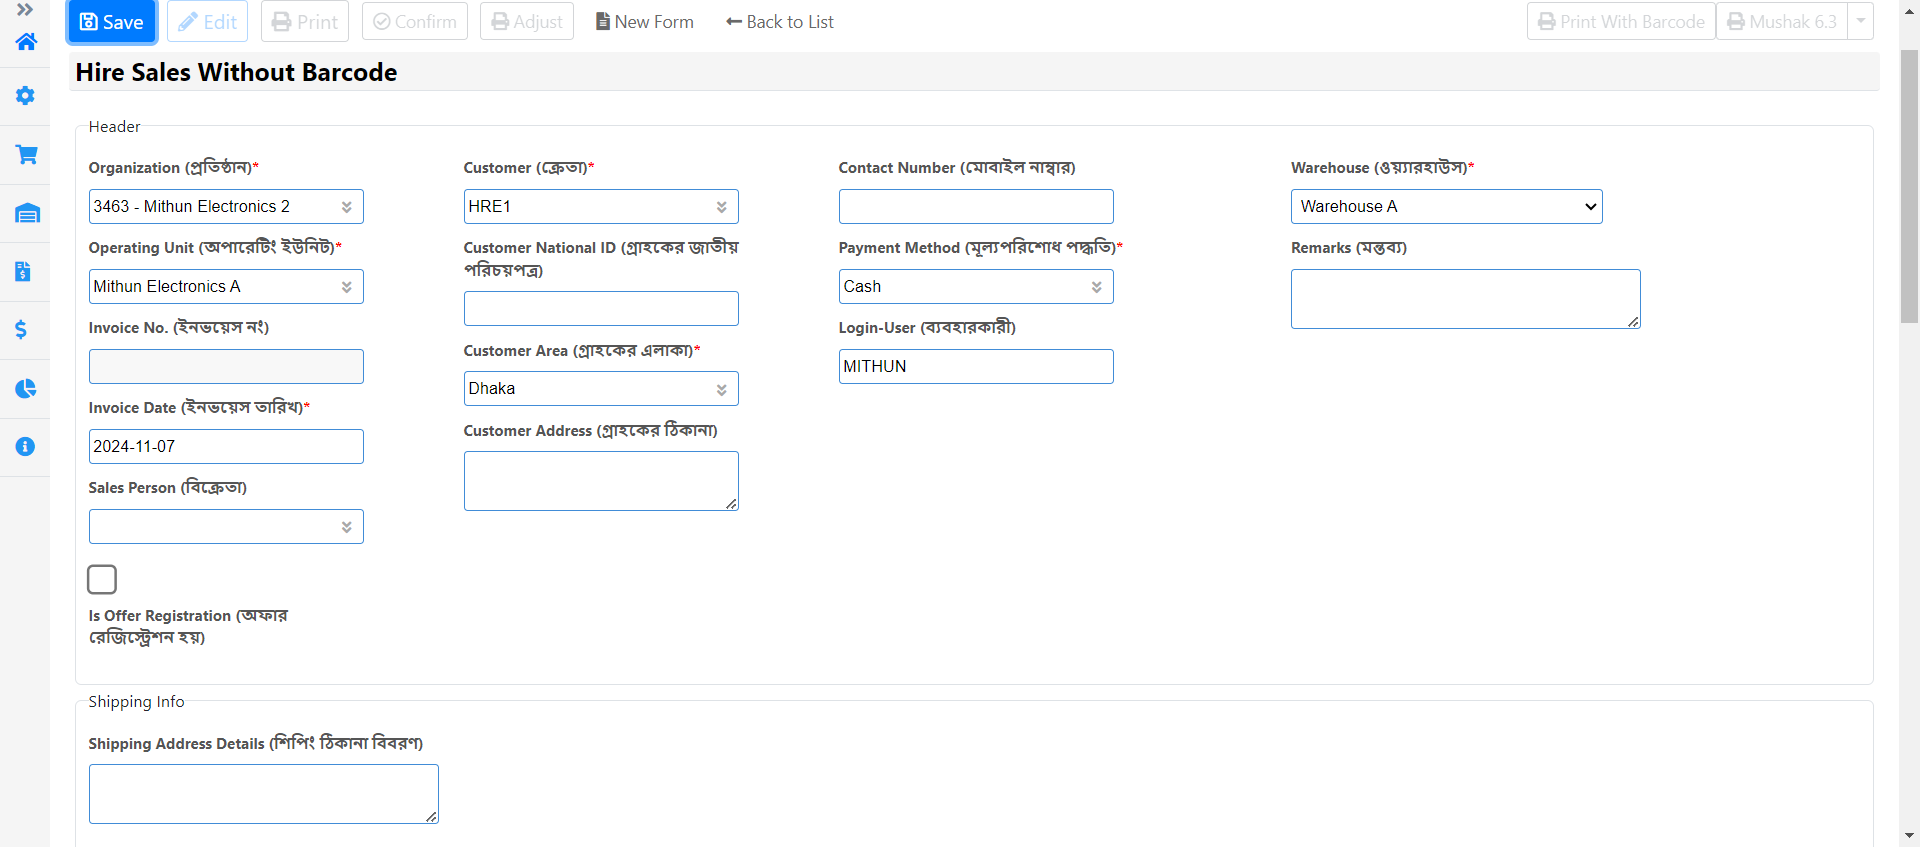 Save Edit Print Confirm Adjust New Form Back to List Print With Barcode Mushak 6.3
Hire Sales Without Barcode
Header
Organization (প্রতিষ্ঠান)*
3463 - Mithun Electronics 2
Operating Unit (অপারেটিং ইউনিট)*
Mithun Electronics A
Invoice No. (ইনভয়েস নং)
Invoice Date (ইনভয়েস তারিখ)*
2024-11-07
Sales Person (বিক্রেতা)
Is Offer Registration (অফার
রেজিস্ট্রেশন হয়)
Customer (ক্রেতা)*
HRE1
Customer National ID (গ্রাহকের জাতীয়
পরিচয়পত্র)
Customer Area (গ্রাহকের এলাকা)*
Dhaka
Customer Address (গ্রাহকের ঠিকানা)
Contact Number (মোবাইল নাম্বার)
Payment Method (মূল্যপরিশোধ পদ্ধতি)*
Cash
Login-User (ব্যবহারকারী)
MITHUN
Warehouse (ওয়্যারহাউস)*
Warehouse A
Remarks (মন্তব্য)
Shipping Info
Shipping Address Details (শিপিং ঠিকানা বিবরণ)